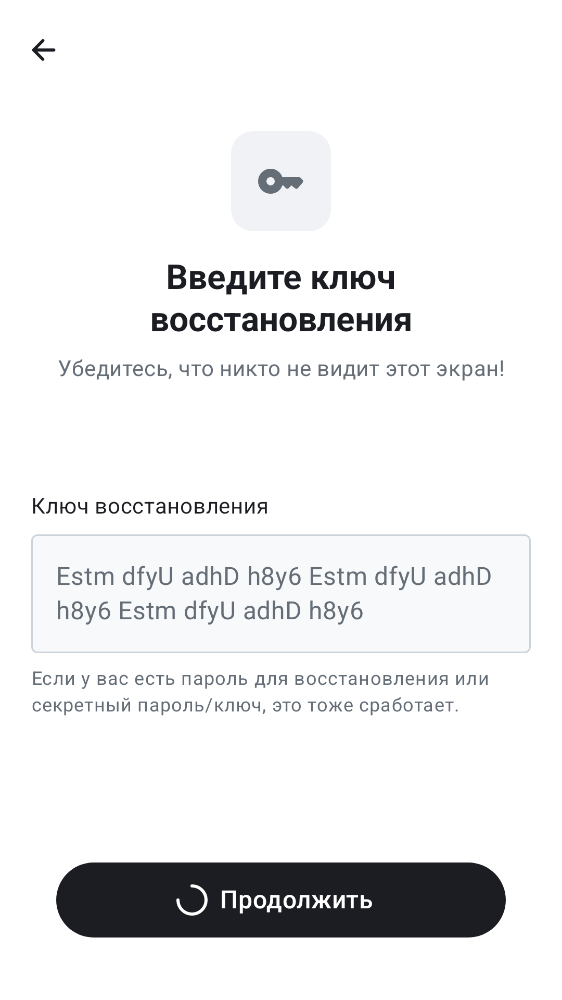 Введите ключ
восстановления
Убедитесь, что никто не видит этот экран!
Ключ восстановления
Estm dfyU adhD h8y6 Estm dfyU adhD
h8y6 Estm dfyU adhD h8y6
Если у вас есть пароль для восстановления или
секретный пароль/ключ, это тоже сработает.
Продолжить